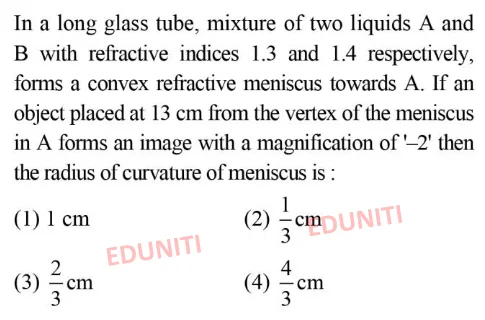 In a long glass tube, mixture of two liquids A and
B with refractive indices 1.3 and 1.4 respectively,
forms a convex refractive meniscus towards A. If an
object placed at 13 cm from the vertex of the meniscus
in A forms an image with a magnification of '–2' then
the radius of curvature of meniscus is :
(1) 1 cm (2) 1/3 cm
EDUNITI
EDUNITI
(3) 2/3 cm (4) 4/3 cm